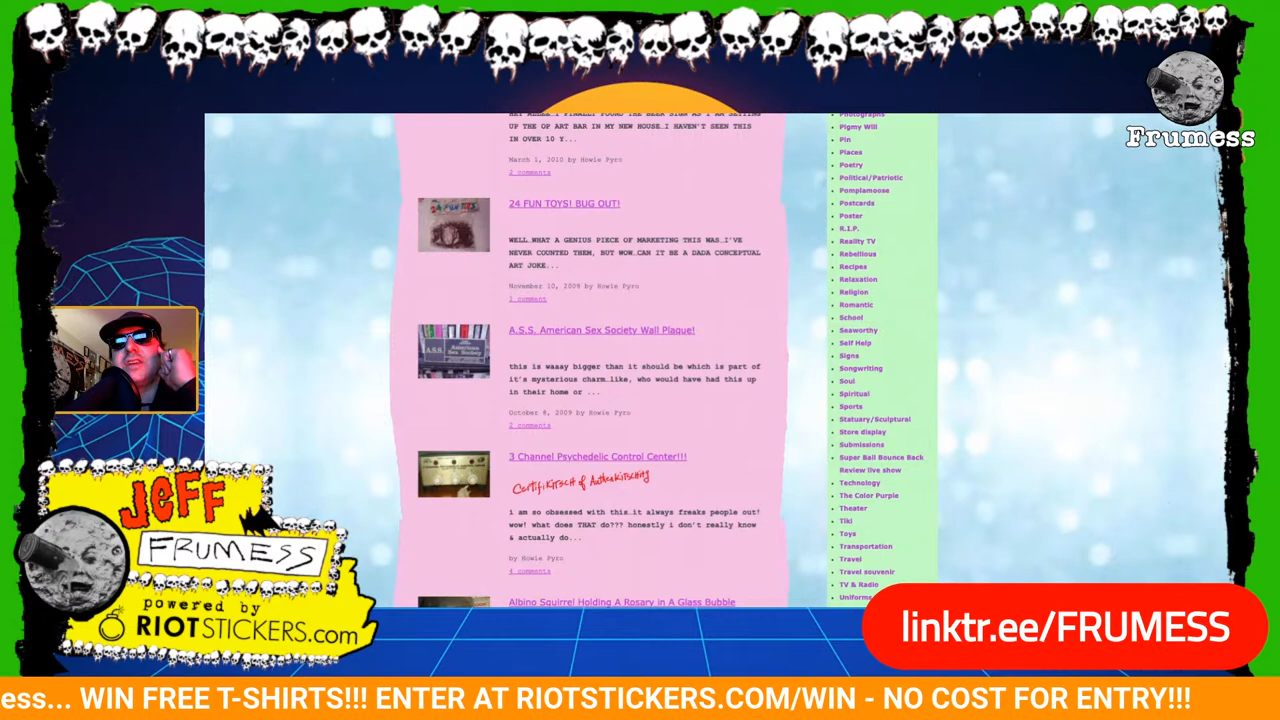 HEY ALLEE..I FINALLY FOUND THE BEER SIGN AS I AM SETTING
UP THE OP ART BAR IN MY NEW HOUSE…I HAVEN'T SEEN THIS
IN OVER 10 Y...
March 1, 2010 by Howie Pyro
2 comments
24 FUN TOYS! BUG OUT!
WELL…WHAT A GENIUS PIECE OF MARKETING THIS WAS…I'VE
NEVER COUNTED THEM, BUT WOW…CAN IT BE A DADA CONCEPTUAL
ART JOKE...
November 10, 2009 by Howie Pyro
1 comment
A.S.S. American Sex Society Wall Plaque!
this is waaay bigger than it should be which is part of
it's mysterious charm…like, who would have had this up
in their home or ...
October 8, 2009 by Howie Pyro
2 comments
3 Channel Psychedelic Control Center!!!
CertifiKitsch of Authenkitschity
i am so obsessed with this…it always freaks people out!
wow! what does THAT do??? honestly i don't really know
& actually do...
by Howie Pyro
4 comments
Albino Squirrel Holding A Rosary in A Glass Bubble
Photographs
Pigmy Will
Pin
Places
Poetry
Political/Patriotic
Pomplamoose
Postcards
Poster
R.I.P.
Reality TV
Rebellious
Recipes
Relaxation
Religion
Romantic
School
Seaworthy
Self Help
Signs
Songwriting
Soul
Spiritual
Sports
Statuary/Sculptural
Store display
Submissions
Super Ball Bounce Back
Review live show
Technology
The Color Purple
Theater
Tiki
Toys
Transportation
Travel
Travel souvenir
TV & Radio
Uniforms
Frumess
JEFF
FRUMESS
powered by
RIOTSTICKERS.com
linktr.ee/FRUMESS
ess... WIN FREE T-SHIRTS!!! ENTER AT RIOTSTICKERS.COM/WIN - NO COST FOR ENTRY!!!